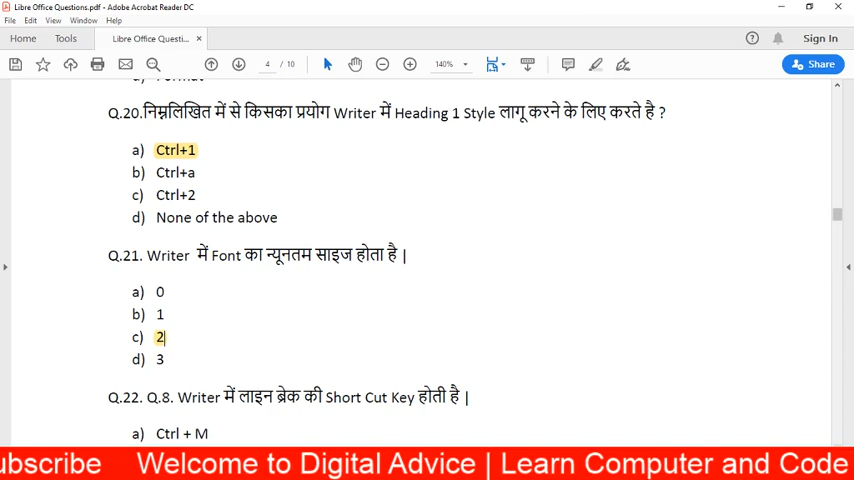 Libre Office Questions.pdf - Adobe Acrobat Reader DC
File Edit View Window Help
Home Tools Libre Office Questi... × Sign In
4 / 10 140% Share
Q.20.निम्नलिखित में से किसका प्रयोग Writer में Heading 1 Style लागू करने के लिए करते है ?
a) Ctrl+1
b) Ctrl+a
c) Ctrl+2
d) None of the above
Q.21. Writer में Font का न्यूनतम साइज होता है |
a) 0
b) 1
c) 2
d) 3
Q.22. Q.8. Writer में लाइन ब्रेक की Short Cut Key होती है |
a) Ctrl + M
ubscribe Welcome to Digital Advice | Learn Computer and Code